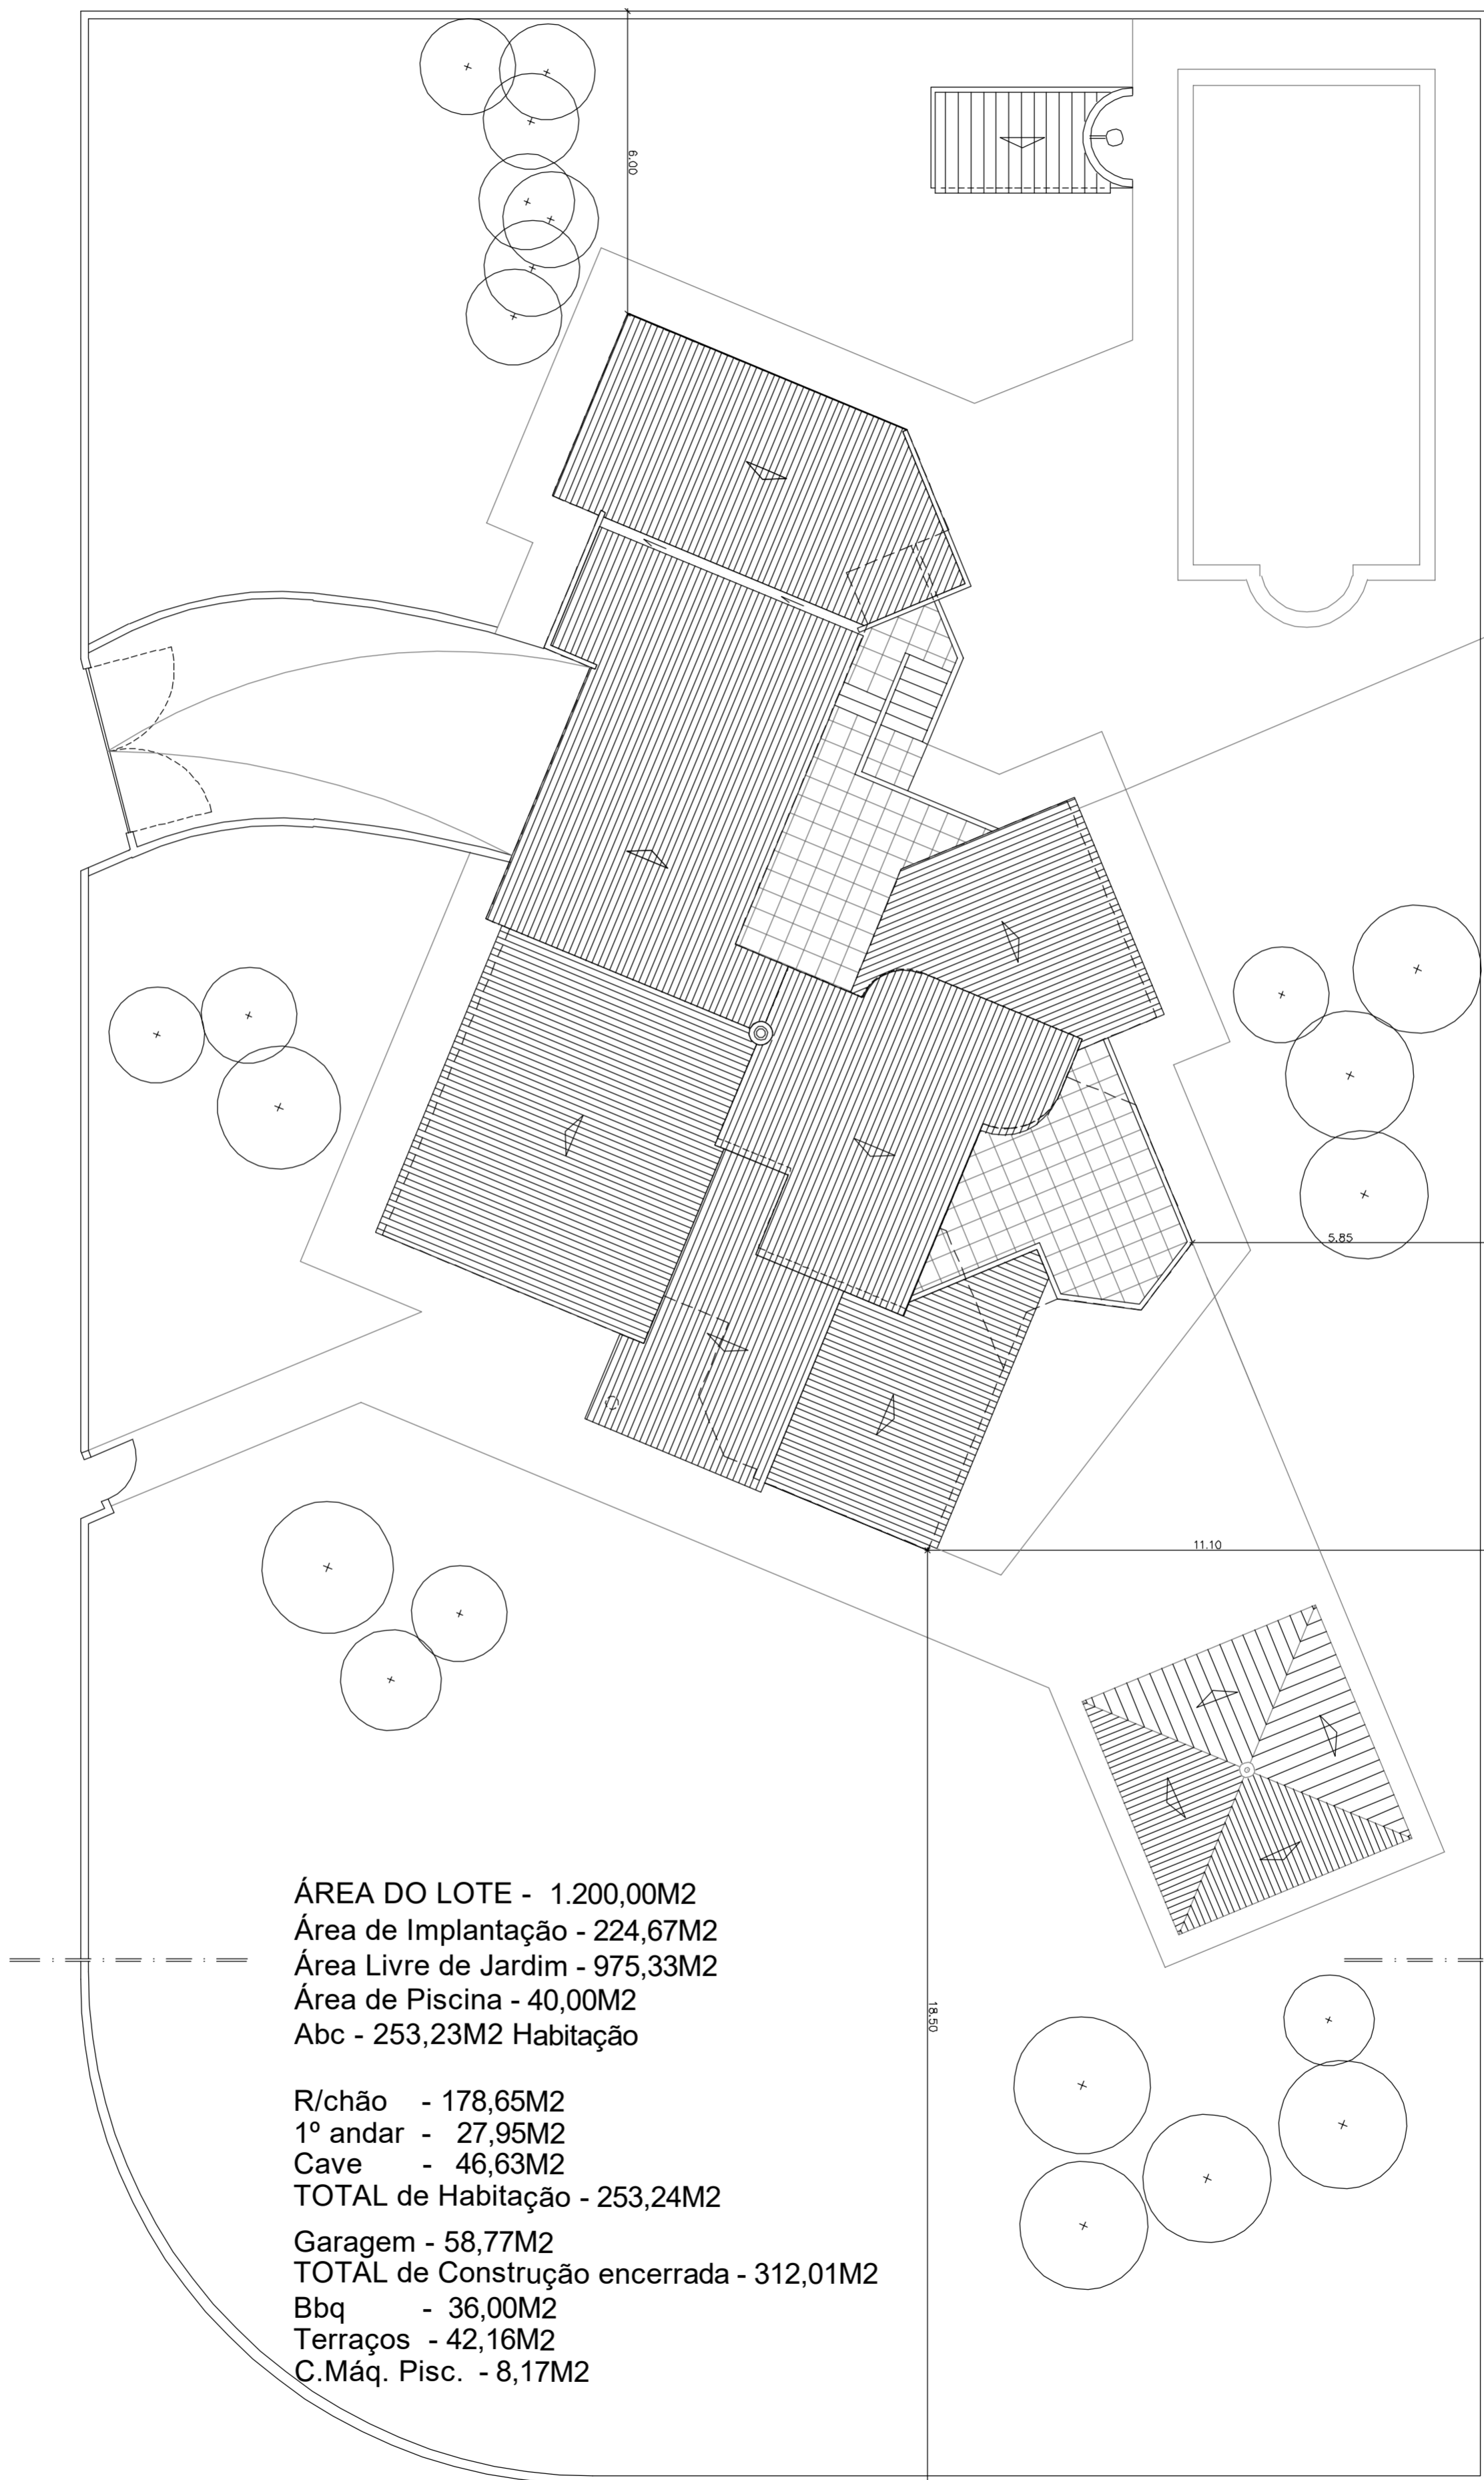 6.00
5.85
11.10
ÁREA DO LOTE - 1.200,00M2
Área de Implantação - 224,67M2
Área Livre de Jardim - 975,33M2
Área de Piscina - 40,00M2
Abc - 253,23M2 Habitação
18.50
R/chão - 178,65M2
1º andar - 27,95M2
Cave - 46,63M2
TOTAL de Habitação - 253,24M2
Garagem - 58,77M2
TOTAL de Construção encerrada - 312,01M2
Bbq - 36,00M2
Terraços - 42,16M2
C.Máq. Pisc. - 8,17M2